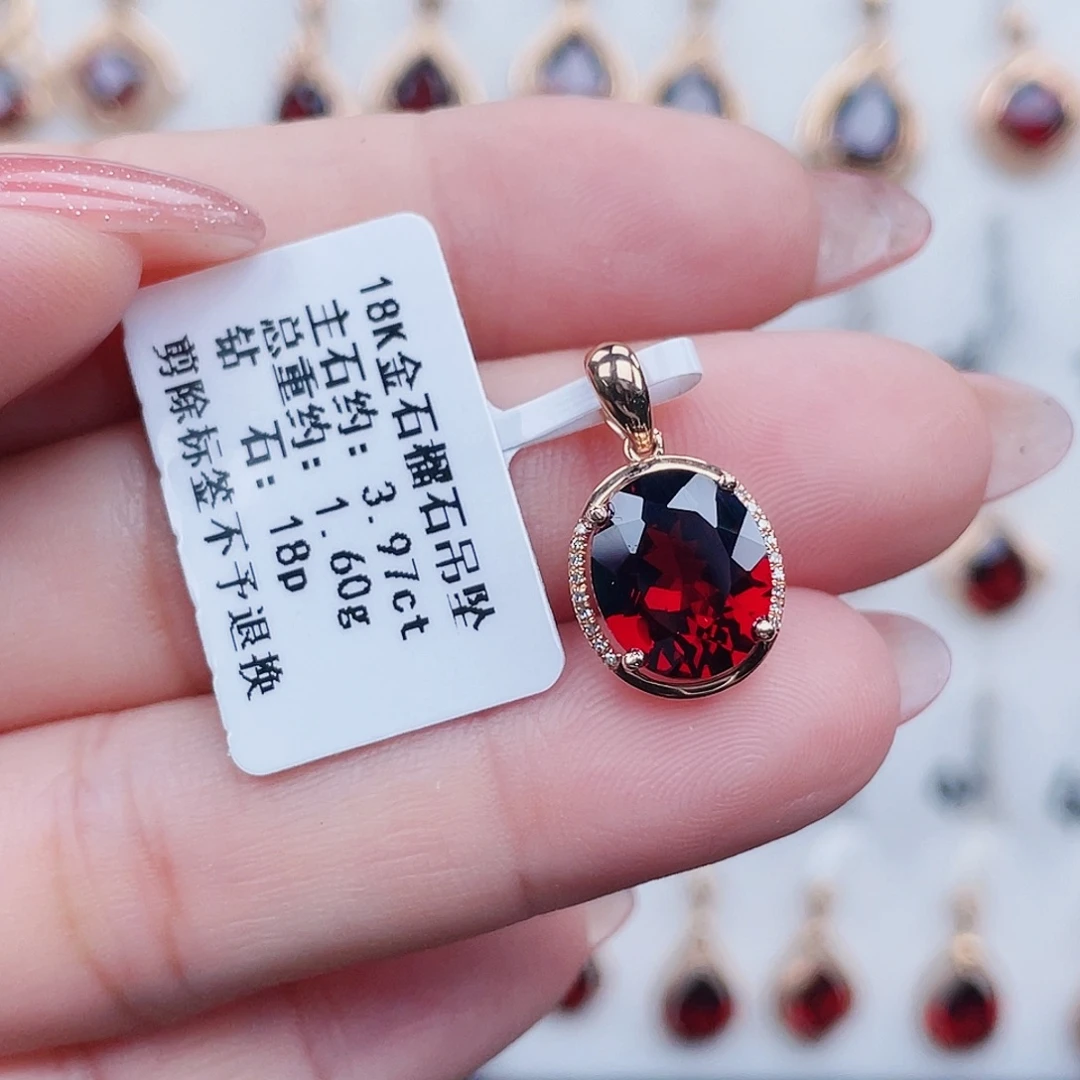 18K金石榴石吊坠
主石约: 3.97ct
总重约: 1.60g
钻 石: 18p
剪除标签不予退换